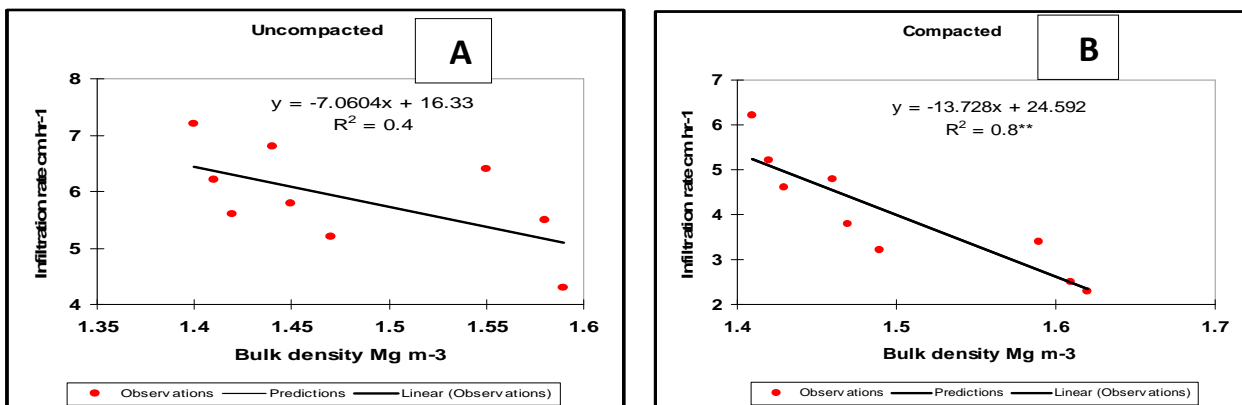 Uncompacted
A
y = -7.0604x + 16.33
R² = 0.4
8
7
6
5
4
Infiltration rate cm hr-1
1.35
1.4
1.45
1.5
1.55
1.6
Bulk density Mg m-3
Observations
Predictions
Linear (Observations)
Compacted
B
y = -13.728x + 24.592
R² = 0.8**
7
6
5
4
3
2
Infiltration rate cm hr-1
1.4
1.5
1.6
1.7
Bulk density Mg m-3
Observations
Predictions
Linear (Observations)